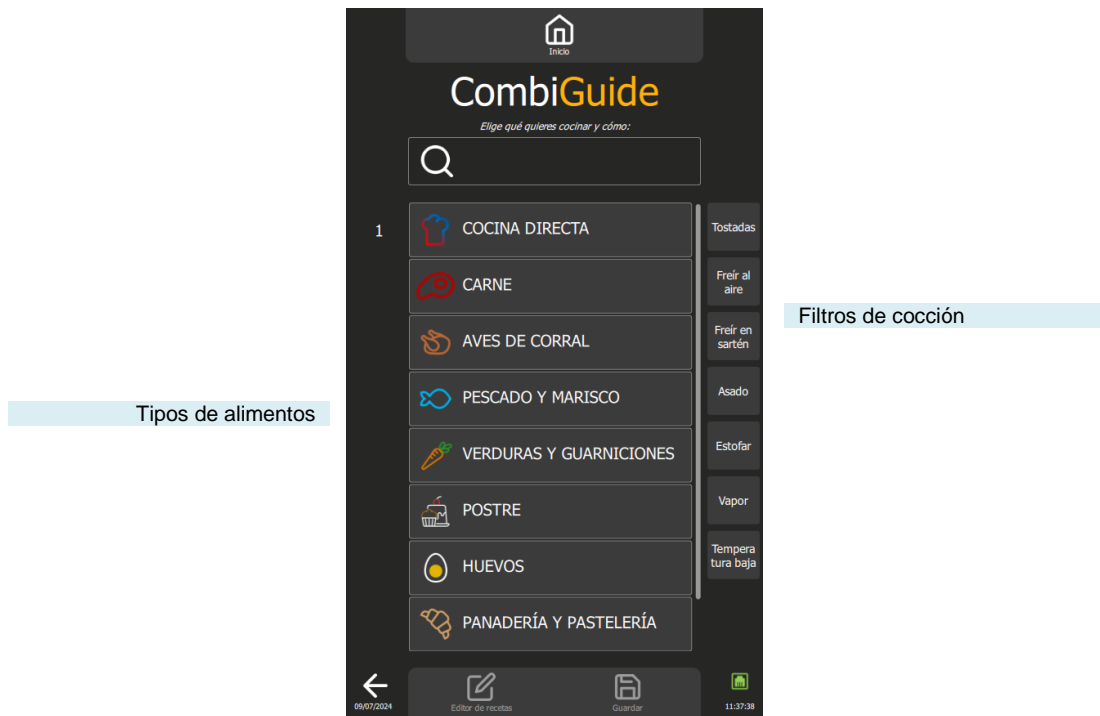 Inicio
CombiGuide
Elige qué quieres cocinar y cómo:
1
COCINA DIRECTA
Tostadas
CARNE
Freír al
aire
Filtros de cocción
AVES DE CORRAL
Freír en
sartén
PESCADO Y MARISCO
Asado
Tipos de alimentos
VERDURAS Y GUARNICIONES
Estofar
POSTRE
Vapor
HUEVOS
Tempera
tura baja
PANADERÍA Y PASTELERÍA
09/07/2024
Editor de recetas
Guardar
11:37:38